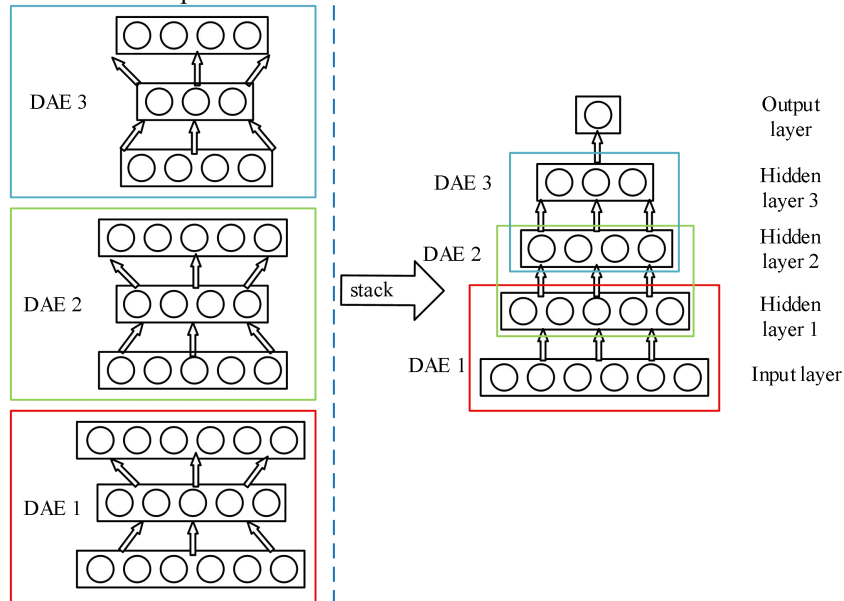 DAE 3
DAE 2
DAE 1
stack
DAE 3
DAE 2
DAE 1
Output
layer
Hidden
layer 3
Hidden
layer 2
Hidden
layer 1
Input layer